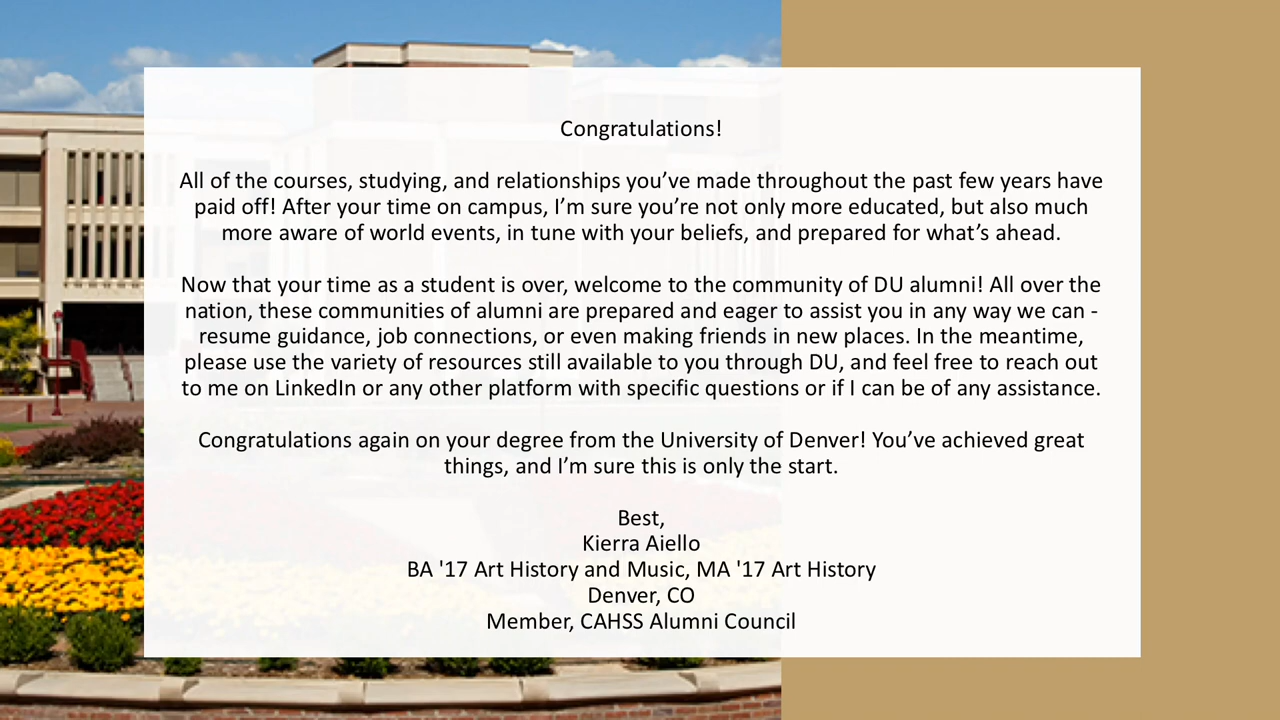 Congratulations!
All of the courses, studying, and relationships you’ve made throughout the past few years have
paid off! After your time on campus, I’m sure you’re not only more educated, but also much
more aware of world events, in tune with your beliefs, and prepared for what’s ahead.
Now that your time as a student is over, welcome to the community of DU alumni! All over the
nation, these communities of alumni are prepared and eager to assist you in any way we can -
resume guidance, job connections, or even making friends in new places. In the meantime,
please use the variety of resources still available to you through DU, and feel free to reach out
to me on LinkedIn or any other platform with specific questions or if I can be of any assistance.
Congratulations again on your degree from the University of Denver! You’ve achieved great
things, and I’m sure this is only the start.
Best,
Kierra Aiello
BA '17 Art History and Music, MA '17 Art History
Denver, CO
Member, CAHSS Alumni Council